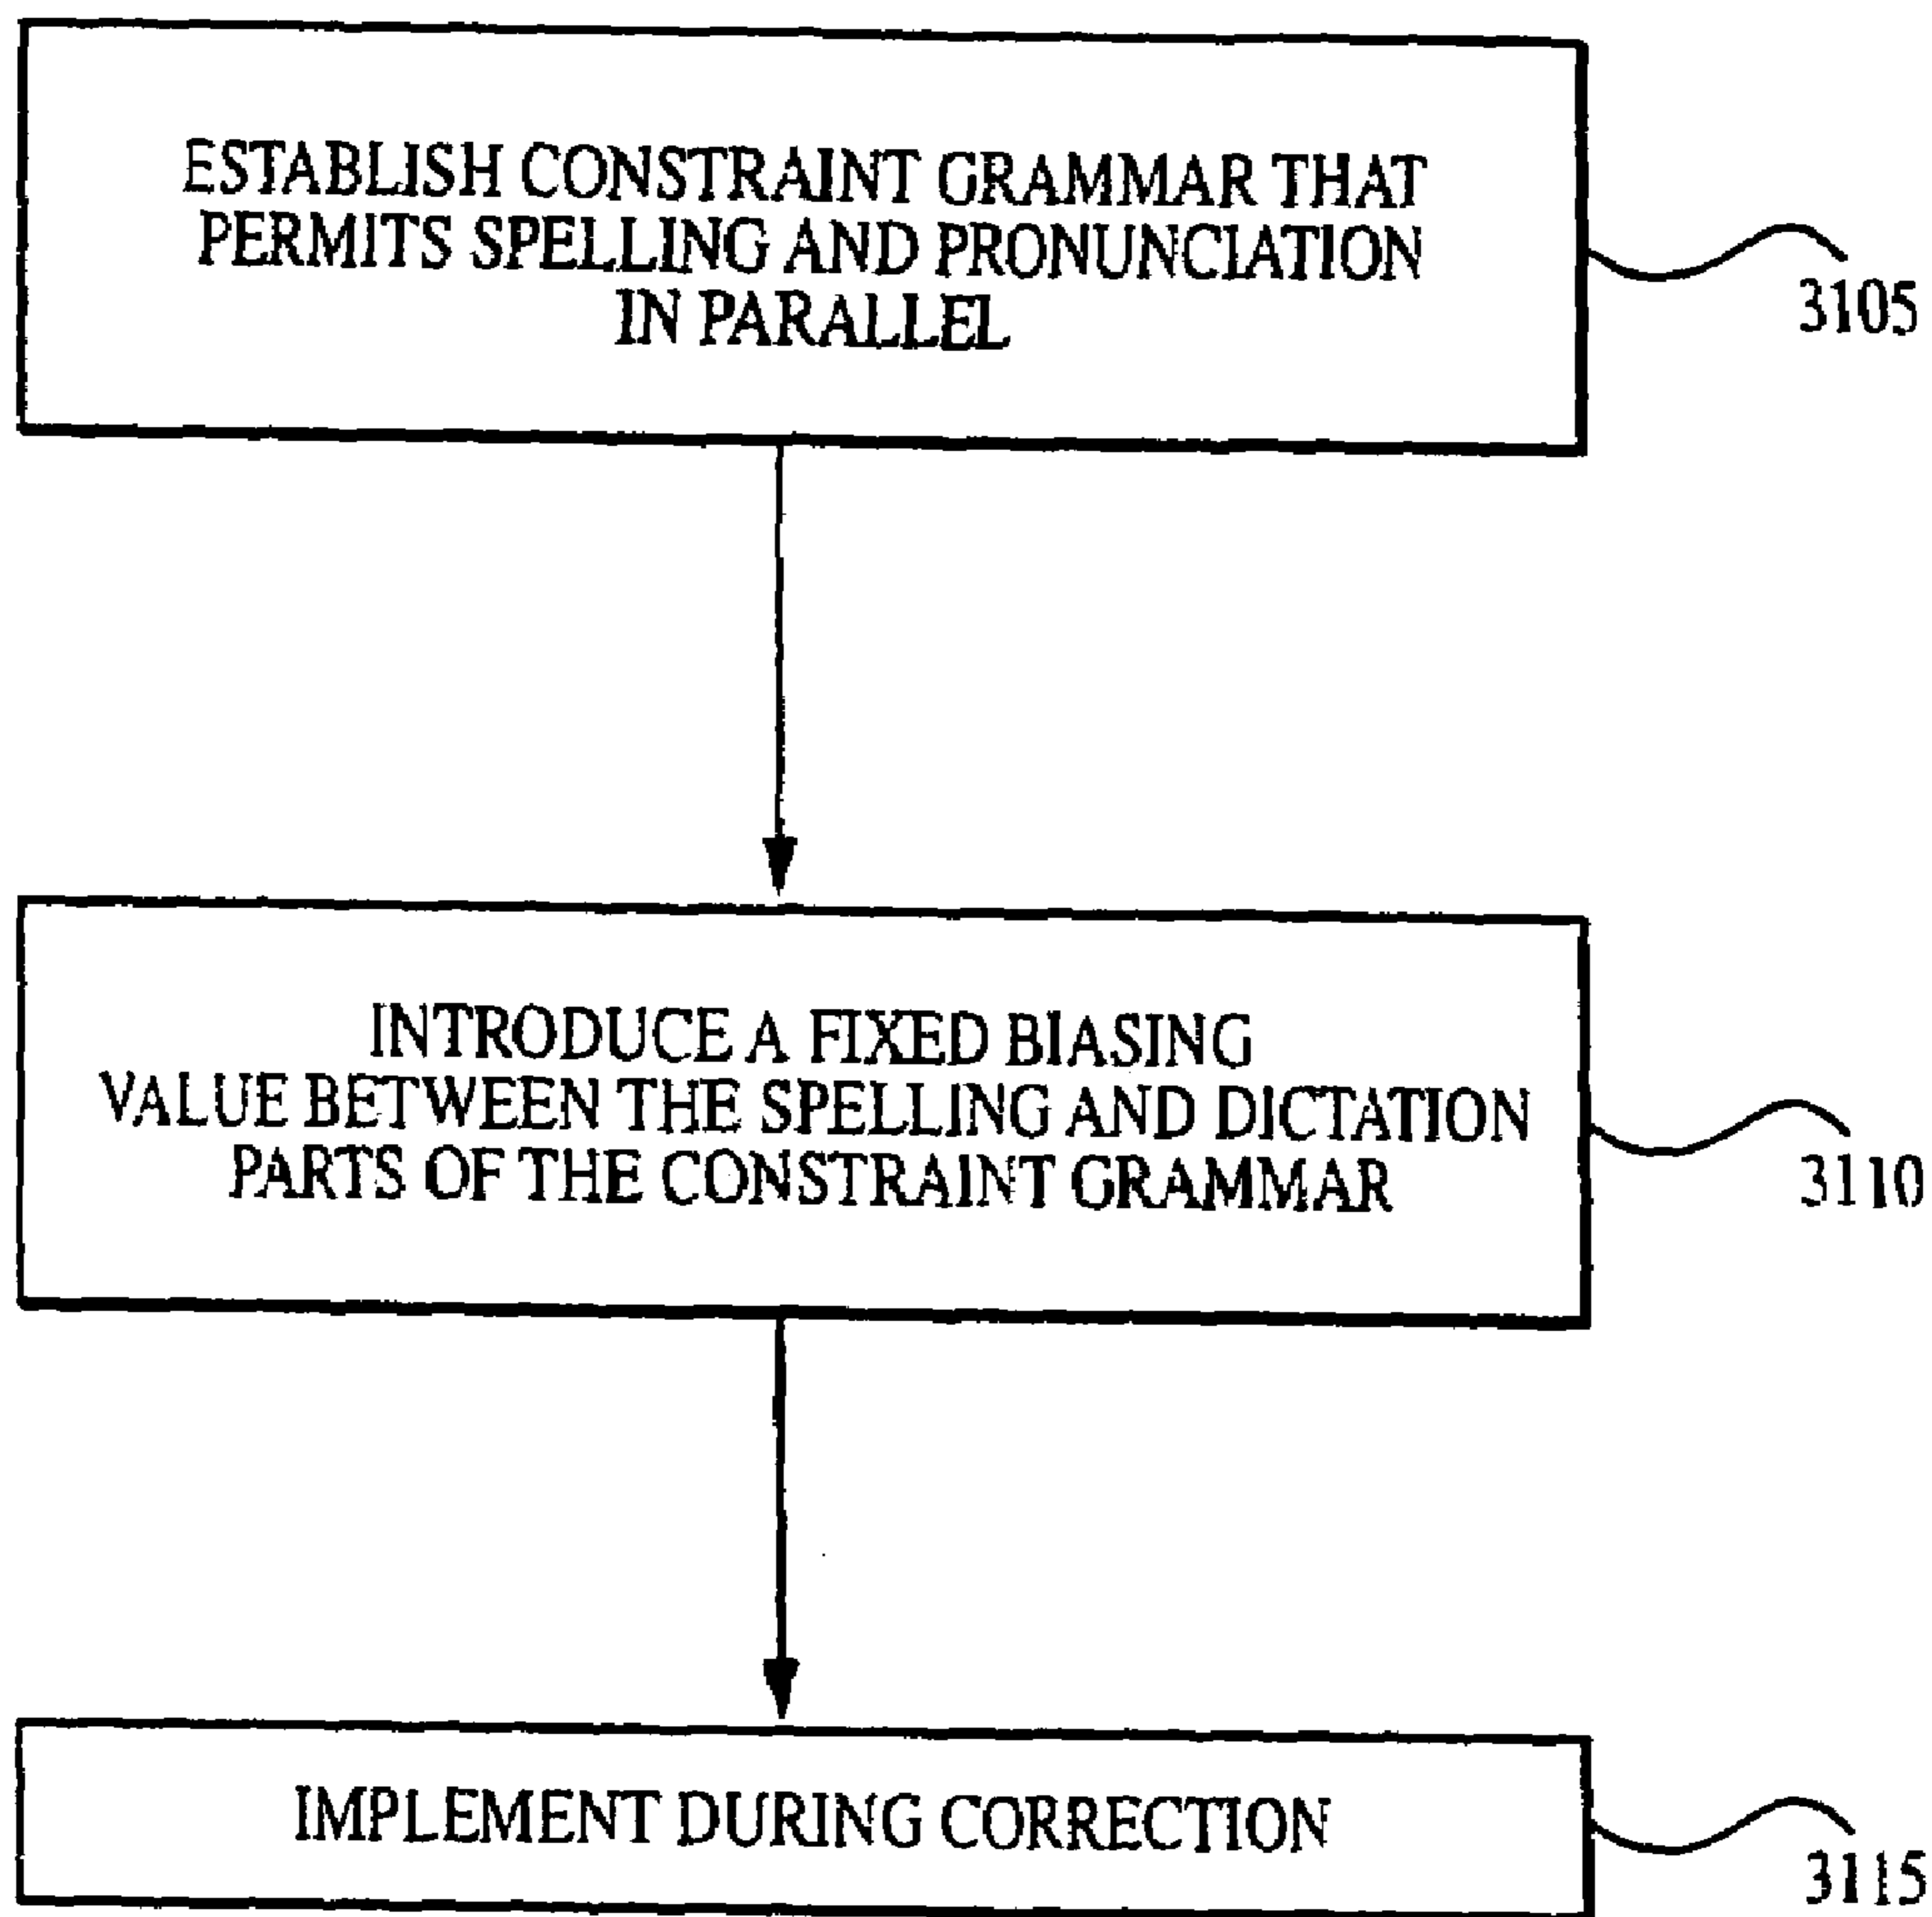 ESTABLISH CONSTRAINT GRAMMAR THAT
PERMITS SPELLING AND PRONUNCIATION
IN PARALLEL
3105
INTRODUCE A FIXED BIASING
VALUE BETWEEN THE SPELLING AND DICTATION
PARTS OF THE CONSTRAINT GRAMMAR
3110
IMPLEMENT DURING CORRECTION
3115